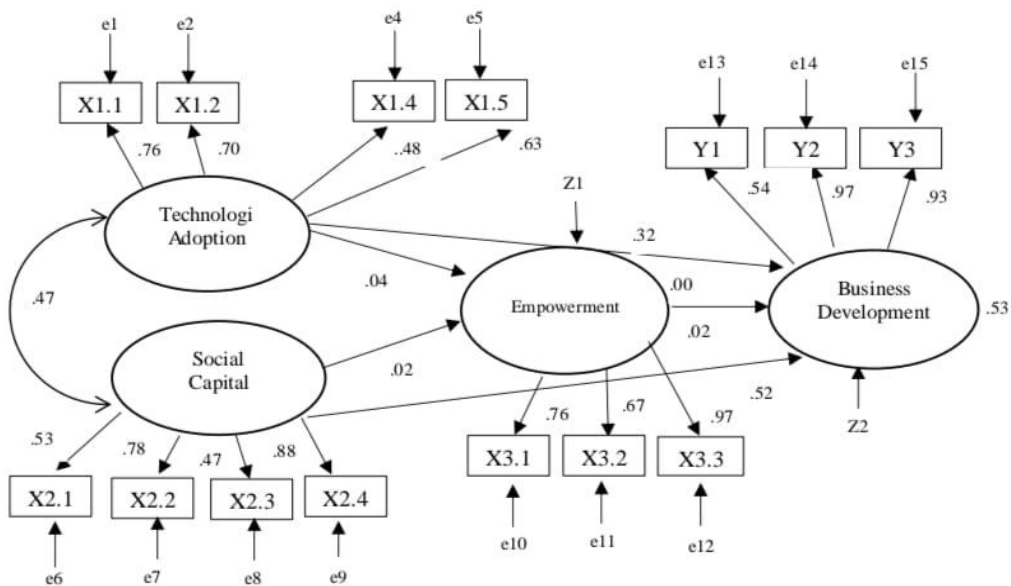 e1
e2
e4
e5
X1.1
X1.2
X1.4
X1.5
e13
e14
e15
Y1
Y2
Y3
.76
.70
..48
.63
.54
.97
.93
Technologi
Adoption
Z1
.32
.04
.47
Empowerment
.00
.02
Business
Development
.53
Social
Capital
.02
.52
Z2
.53
.78
.47
.88
.76
.67
.97
X2.1
X2.2
X2.3
X2.4
X3.1
X3.2
X3.3
e6
e7
e8
e9
e10
e11
e12